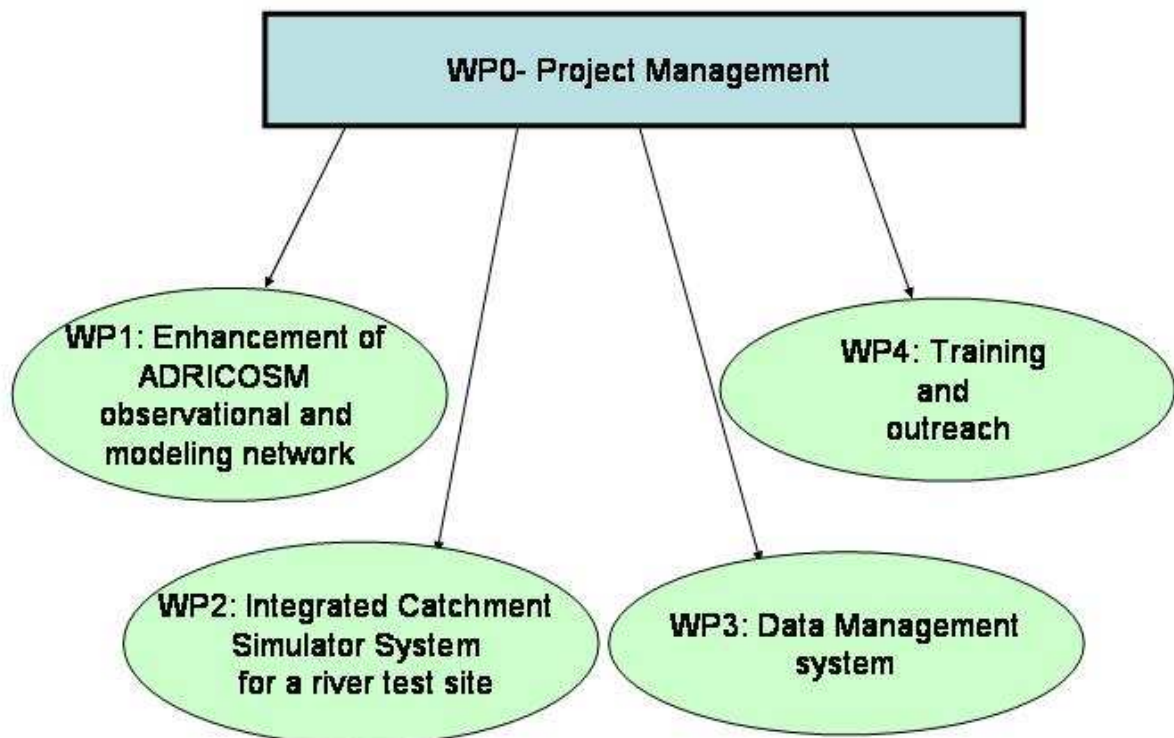 WP0- Project Management
WP1: Enhancement of
ADRICOSM
observational and
modeling network
WP4: Training
and
outreach
WP2: Integrated Catchment
Simulator System
for a river test site
WP3: Data Management
system